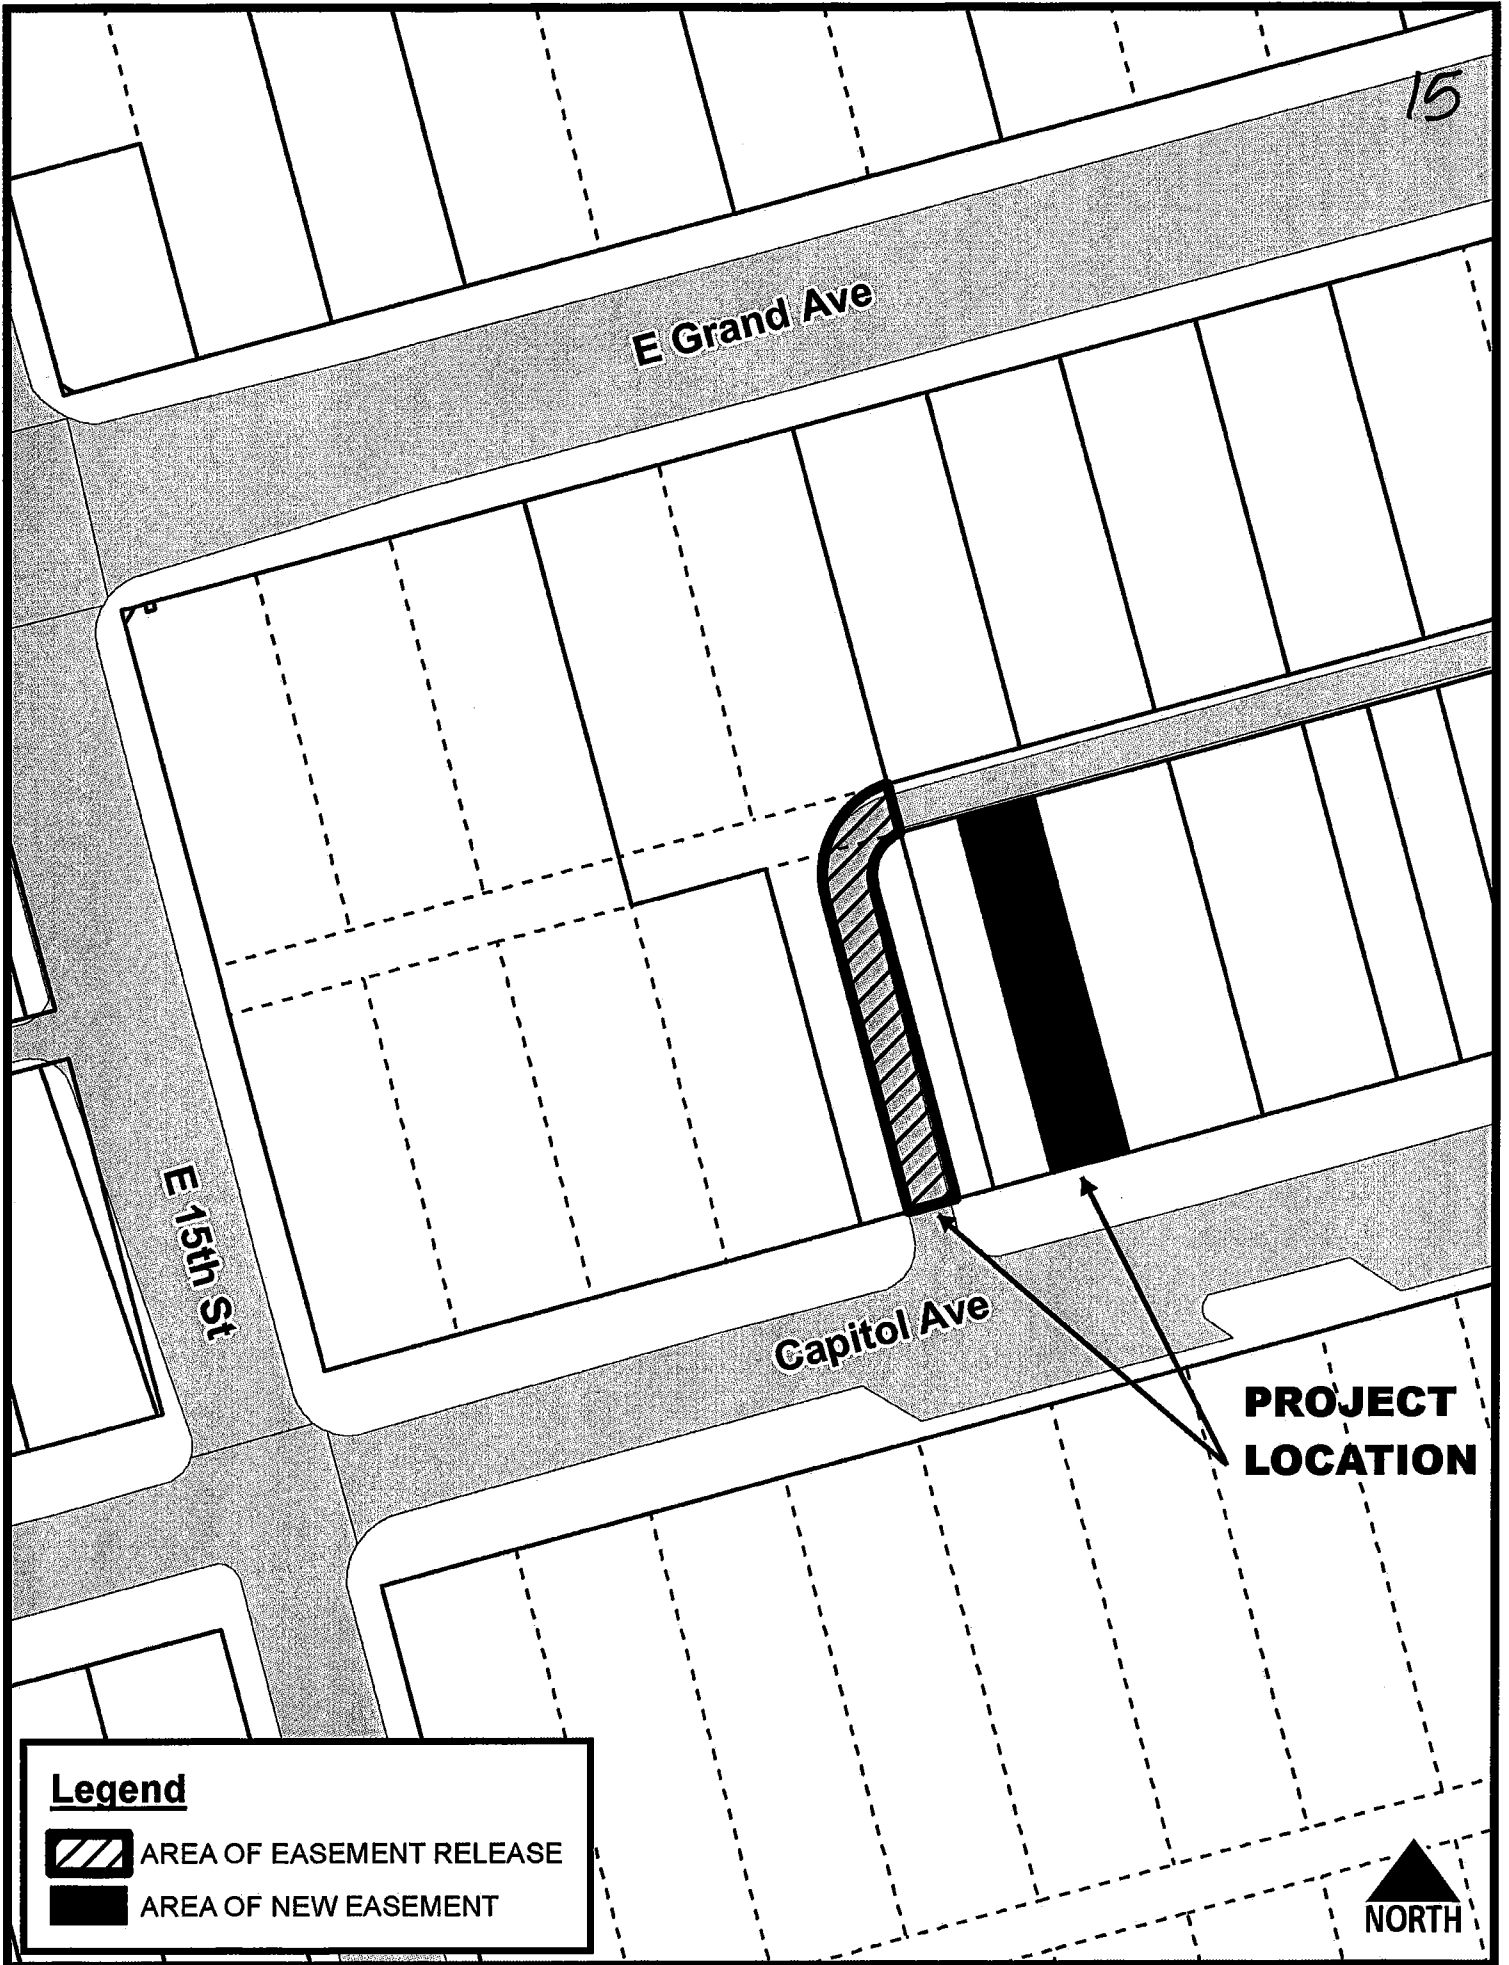 15
E Grand Ave
E 15th St
Capitol Ave
PROJECT
LOCATION
Legend
AREA OF EASEMENT RELEASE
AREA OF NEW EASEMENT
NORTH